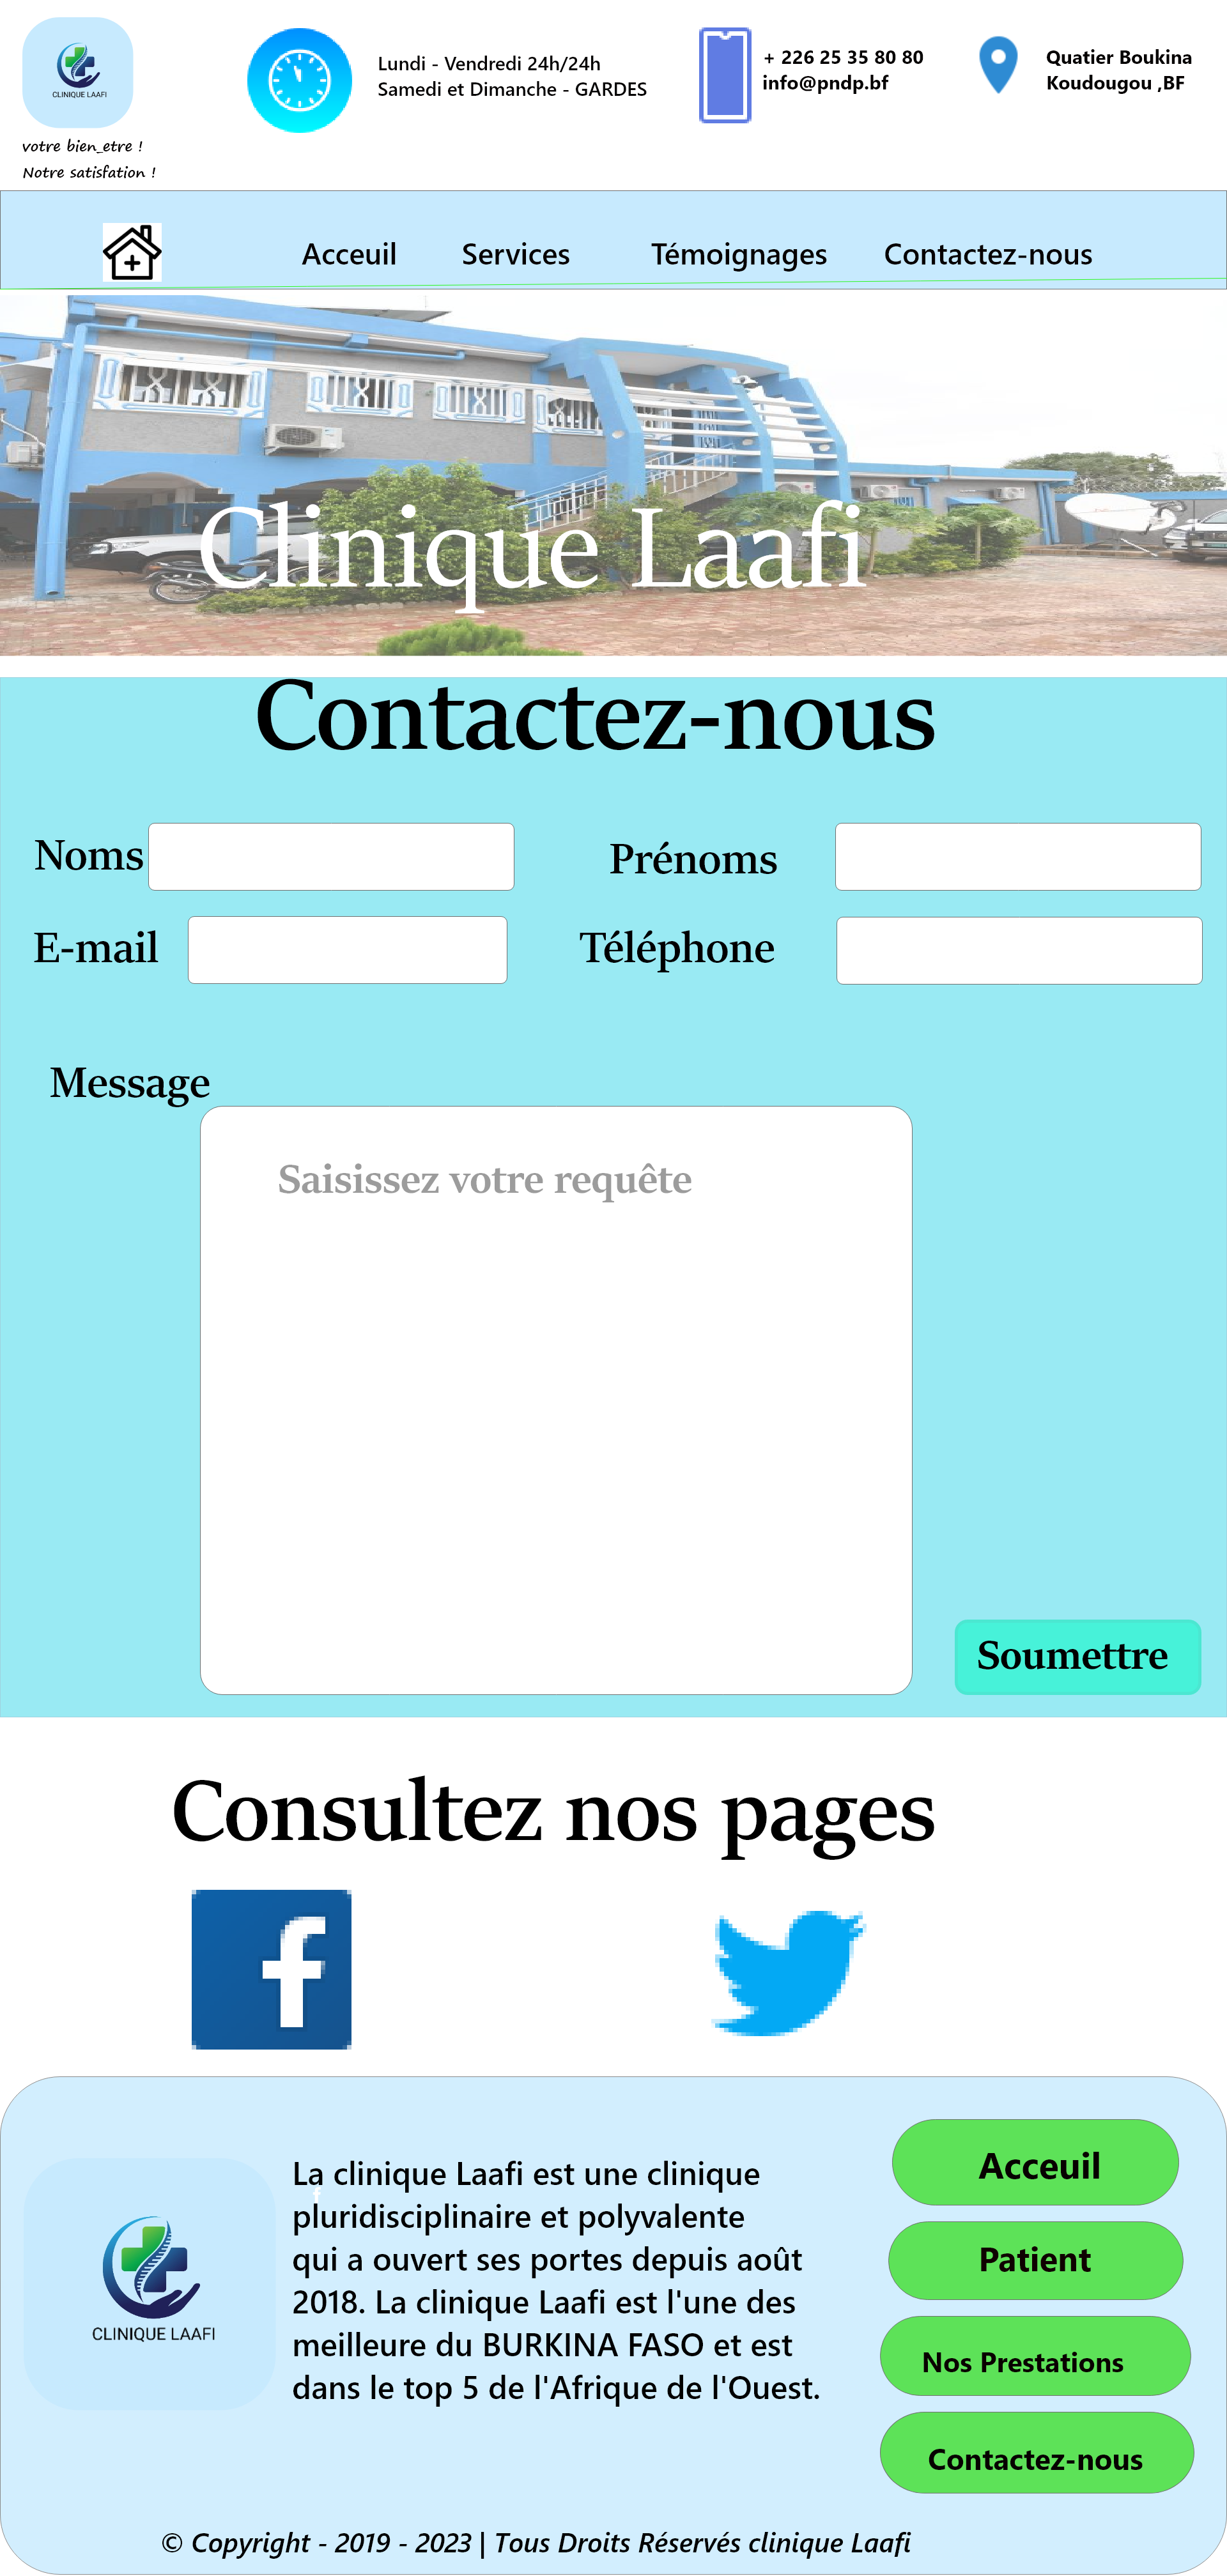 CLINIQUE LAAFI
votre bien_etre !
Notre satisfation !
Lundi - Vendredi 24h/24h
Samedi et Dimanche - GARDES
+ 226 25 35 80 80
info@pndp.bf
Quatier Boukina
Koudougou ,BF
Acceuil Services Témoignages Contactez-nous
Clinique Laafi
Contactez-nous
Noms
Prénoms
E-mail
Téléphone
Message
Saisissez votre requête
Soumettre
Consultez nos pages
f
CLINIQUE LAAFI
La clinique Laafi est une clinique
pluridisciplinaire et polyvalente
qui a ouvert ses portes depuis août
2018. La clinique Laafi est l'une des
meilleure du BURKINA FASO et est
dans le top 5 de l'Afrique de l'Ouest.
Acceuil
Patient
Nos Prestations
Contactez-nous
© Copyright - 2019 - 2023 | Tous Droits Réservés clinique Laafi